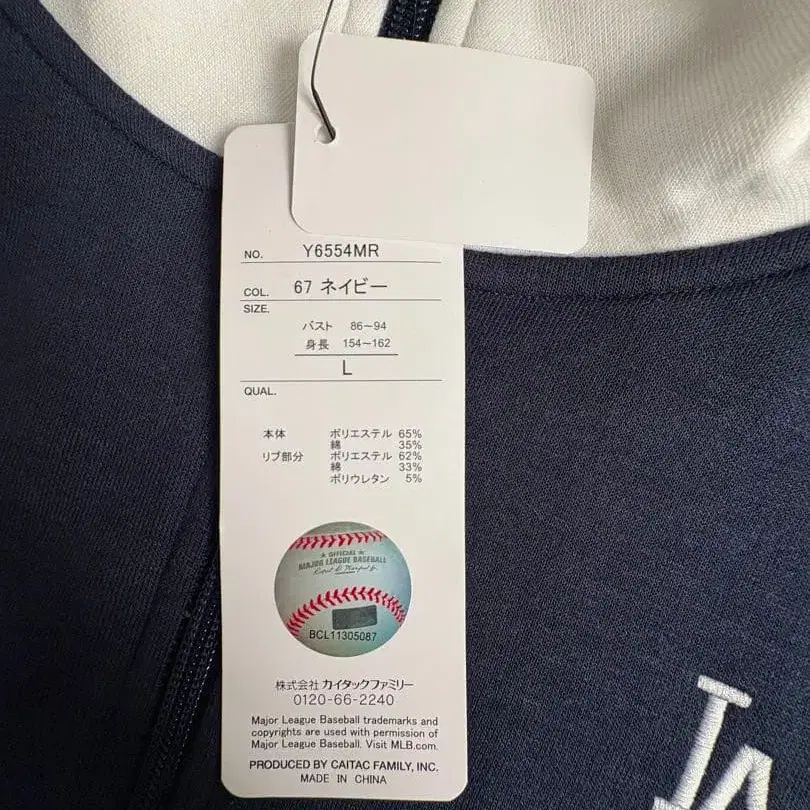 NO. Y6554MR
COL. 67 ネイビー
SIZE.
バスト 86～94
身長 154～162
L
QUAL.
本体 ポリエステル 65%
綿 35%
リブ部分 ポリエステル 62%
綿 33%
ポリウレタン 5%
★ OFFICIAL ★
MAJOR LEAGUE BASEBALL
BCL11305087
株式会社 カイタックファミリー
0120-66-2240
Major League Baseball trademarks and
copyrights are used with permission of
Major League Baseball. Visit MLB.com.
PRODUCED BY CAITAC FAMILY, INC.
MADE IN CHINA
LA